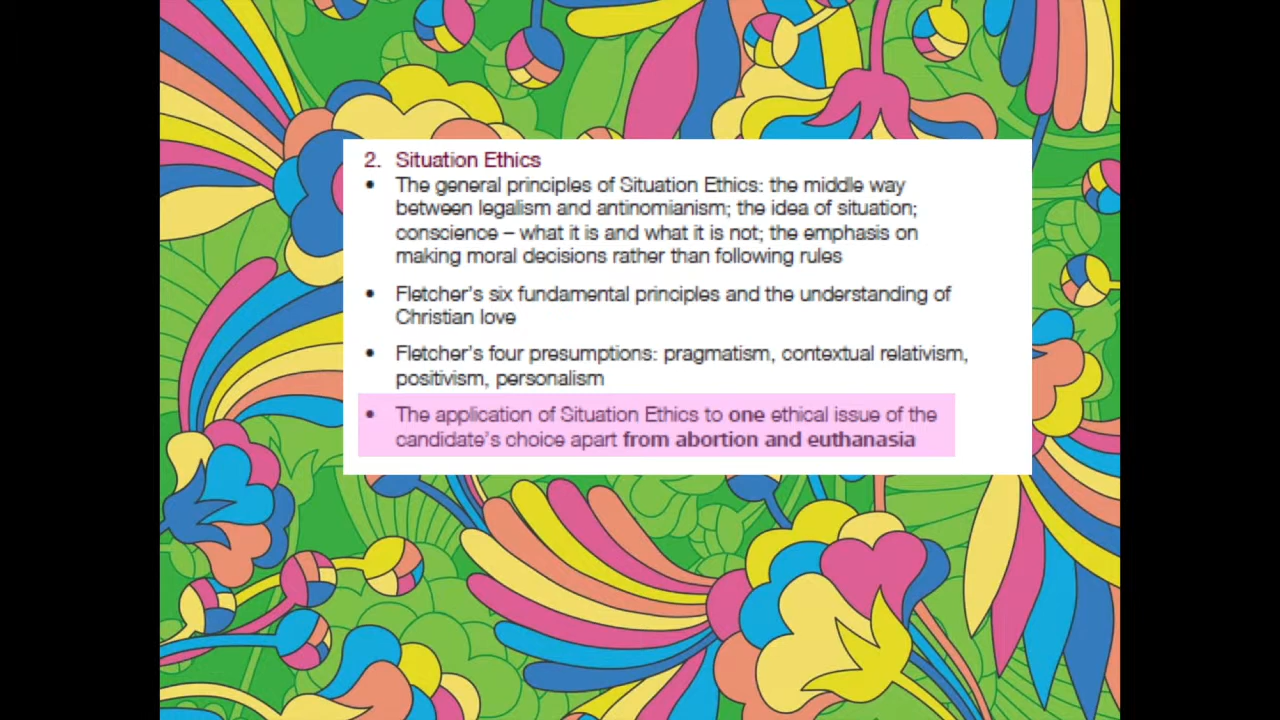 2. Situation Ethics
• The general principles of Situation Ethics: the middle way
between legalism and antinomianism; the idea of situation;
conscience – what it is and what it is not; the emphasis on
making moral decisions rather than following rules
• Fletcher's six fundamental principles and the understanding of
Christian love
• Fletcher's four presumptions: pragmatism, contextual relativism,
positivism, personalism
• The application of Situation Ethics to one ethical issue of the
candidate's choice apart from abortion and euthanasia